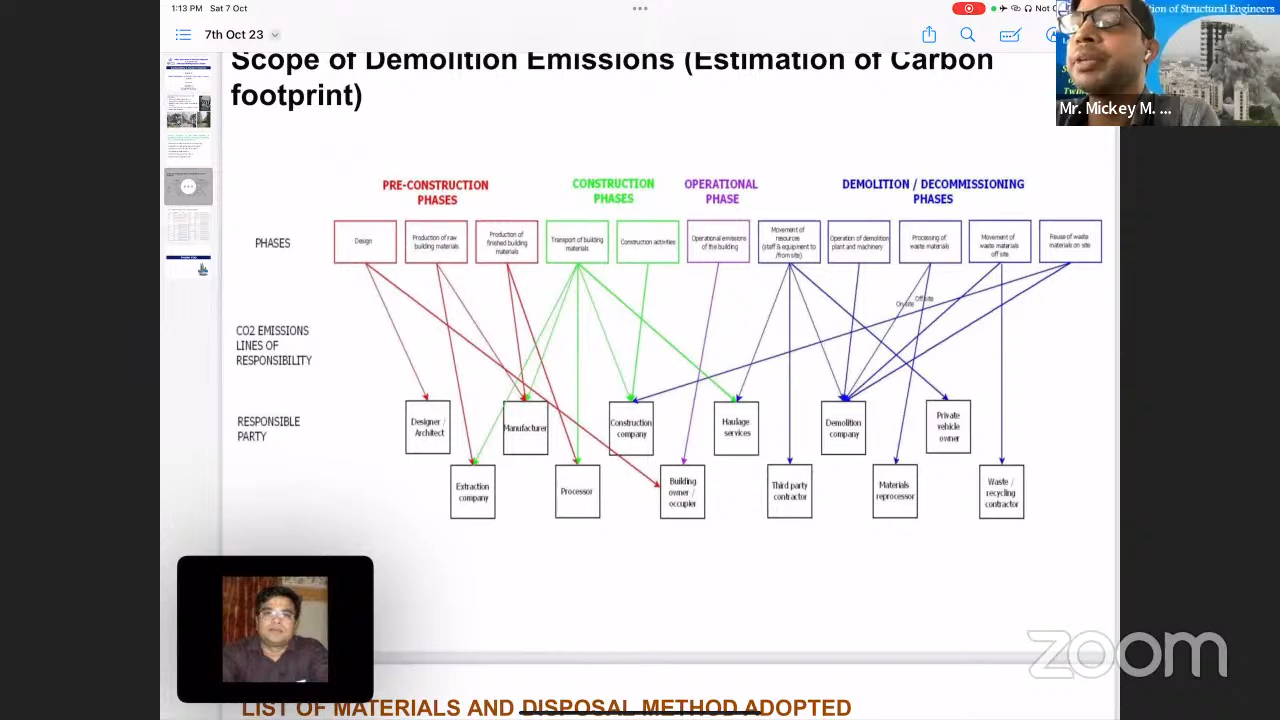 1:13 PM Sat 7 Oct
Not
tion of Structural Engineers
7th Oct 23
Mr. Mickey M. ...
Scope of Demolition Emissions (Estimation of Carbon
footprint)
PRE-CONSTRUCTION
PHASES
CONSTRUCTION
PHASES
OPERATIONAL
PHASE
DEMOLITION / DECOMMISSIONING
PHASES
PHASES
Design
Production of raw
building materials
Production of
finished building
materials
Transport of building
materials
Construction activities
Operational emissions
of the building
Movement of
resources
(staff & equipment to
/from site)
Operation of demolition
plant and machinery
Processing of
waste materials
Movement of
waste materials
off site
Reuse of waste
materials on site
On site
Off site
CO2 EMISSIONS
LINES OF
RESPONSIBILITY
RESPONSIBLE
PARTY
Designer /
Architect
Manufacturer
Construction
company
Haulage
services
Demolition
company
Private
vehicle
owner
Extraction
company
Processor
Building
owner /
occupier
Third party
contractor
Materials
reprocessor
Waste /
recycling
contractor
zoom
LIST OF MATERIALS AND DISPOSAL METHOD ADOPTED